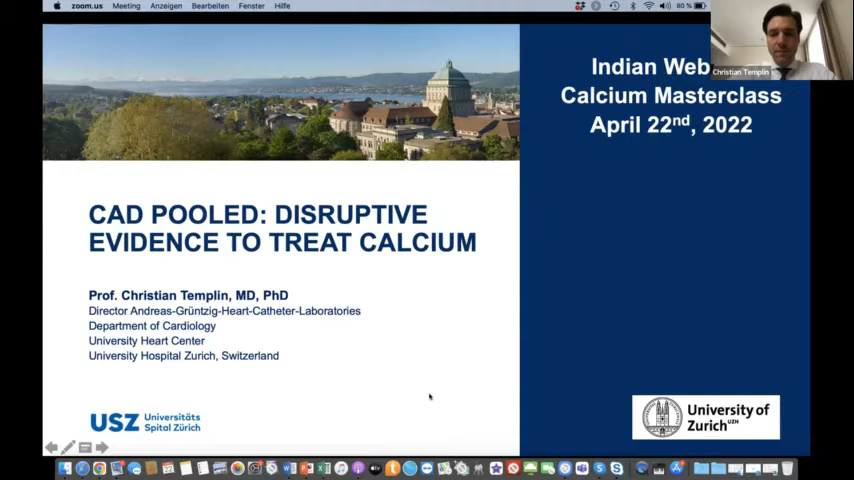 zoom.us Meeting Anzeigen Bearbeiten Fenster Hilfe
80 %
Christian Templin
Indian Web
Calcium Masterclass
April 22nd, 2022
CAD POOLED: DISRUPTIVE
EVIDENCE TO TREAT CALCIUM
Prof. Christian Templin, MD, PhD
Director Andreas-Grüntzig-Heart-Catheter-Laboratories
Department of Cardiology
University Heart Center
University Hospital Zurich, Switzerland
USZ Universitäts
Spital Zürich
University of
Zurich UZH